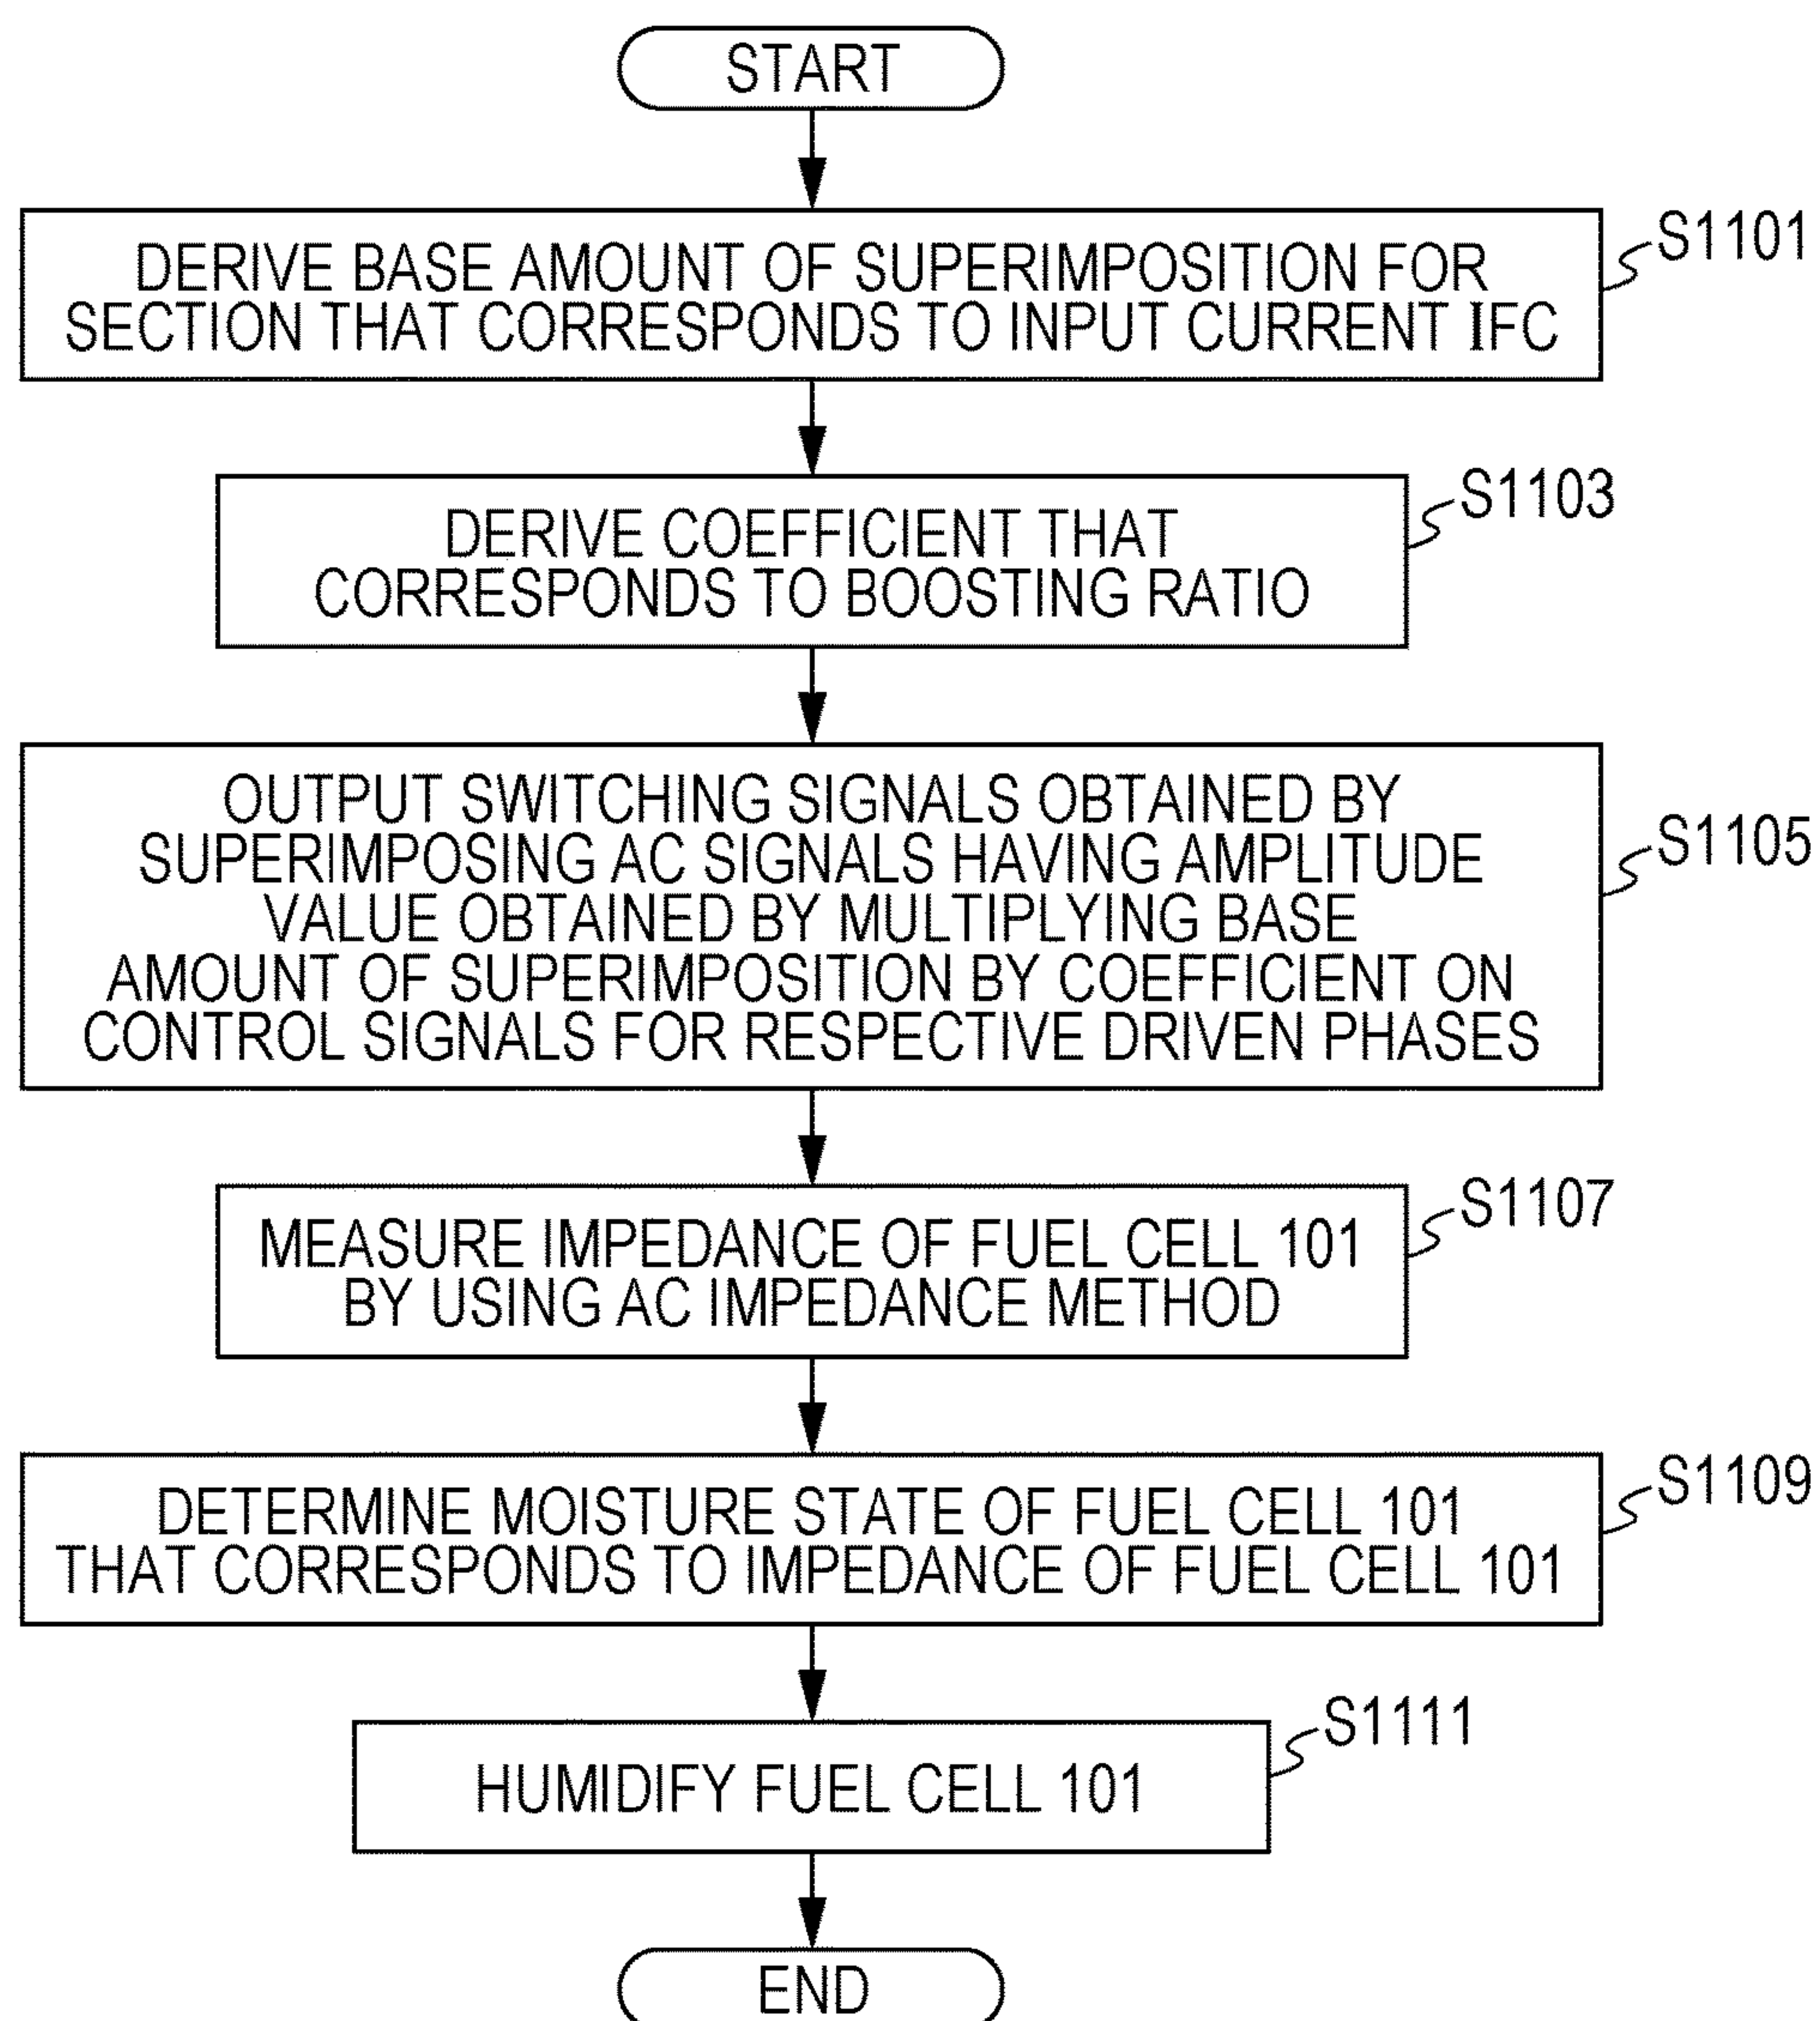 START
DERIVE BASE AMOUNT OF SUPERIMPOSITION FOR
SECTION THAT CORRESPONDS TO INPUT CURRENT IFC
S1101
DERIVE COEFFICIENT THAT
CORRESPONDS TO BOOSTING RATIO
S1103
OUTPUT SWITCHING SIGNALS OBTAINED BY
SUPERIMPOSING AC SIGNALS HAVING AMPLITUDE
VALUE OBTAINED BY MULTIPLYING BASE
AMOUNT OF SUPERIMPOSITION BY COEFFICIENT ON
CONTROL SIGNALS FOR RESPECTIVE DRIVEN PHASES
S1105
MEASURE IMPEDANCE OF FUEL CELL 101
BY USING AC IMPEDANCE METHOD
S1107
DETERMINE MOISTURE STATE OF FUEL CELL 101
THAT CORRESPONDS TO IMPEDANCE OF FUEL CELL 101
S1109
HUMIDIFY FUEL CELL 101
S1111
END